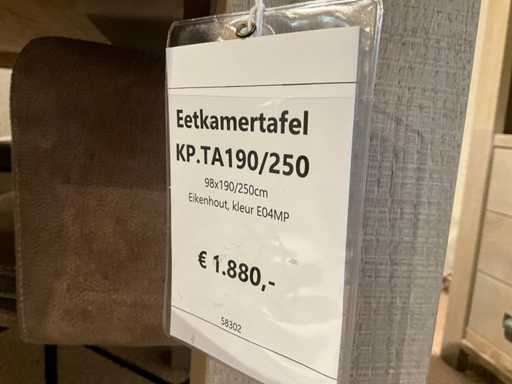 Eetkamertafel
KP.TA190/250
98x190/250cm
Eikenhout, kleur E04MP
€ 1.880,-
58302